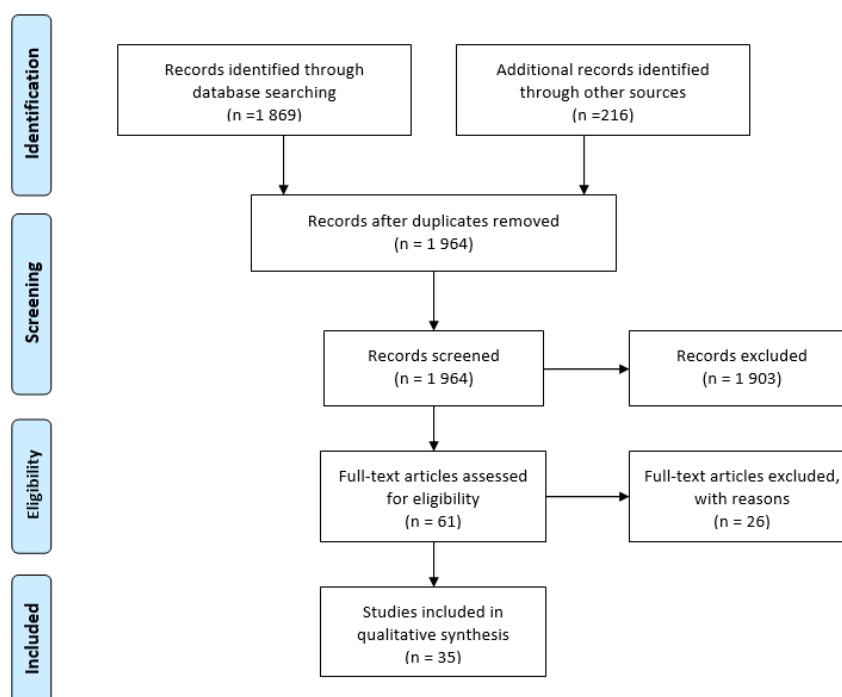 Identification
Records identified through
database searching
(n =1 869)
Additional records identified
through other sources
(n =216)
Records after duplicates removed
(n = 1 964)
Screening
Records screened
(n = 1 964)
Records excluded
(n = 1 903)
Eligibility
Full-text articles assessed
for eligibility
(n = 61)
Full-text articles excluded,
with reasons
(n = 26)
Included
Studies included in
qualitative synthesis
(n = 35)